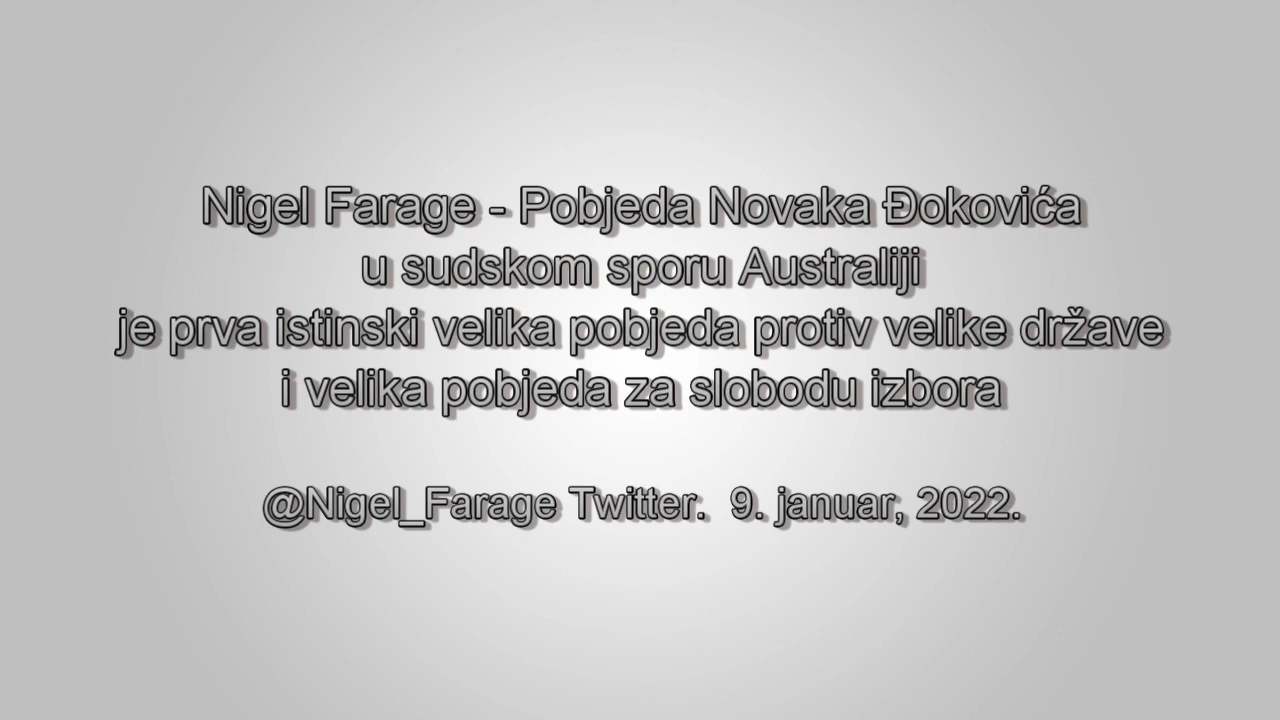 Nigel Farage - Pobjeda Novaka Đokovića
u sudskom sporu Australiji
je prva istinski velika pobjeda protiv velike države
i velika pobjeda za slobodu izbora
@Nigel_Farage Twitter.  9. januar, 2022.